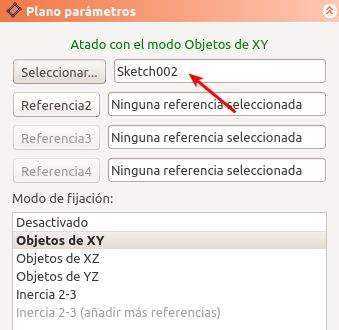 Plano parámetros
Atado con el modo Objetos de XY
Seleccionar... Sketch002
Referencia2 Ninguna referencia seleccionada
Referencia3 Ninguna referencia seleccionada
Referencia4 Ninguna referencia seleccionada
Modo de fijación:
Desactivado
Objetos de XY
Objetos de XZ
Objetos de YZ
Inercia 2-3
Inercia 2-3 (añadir más referencias)